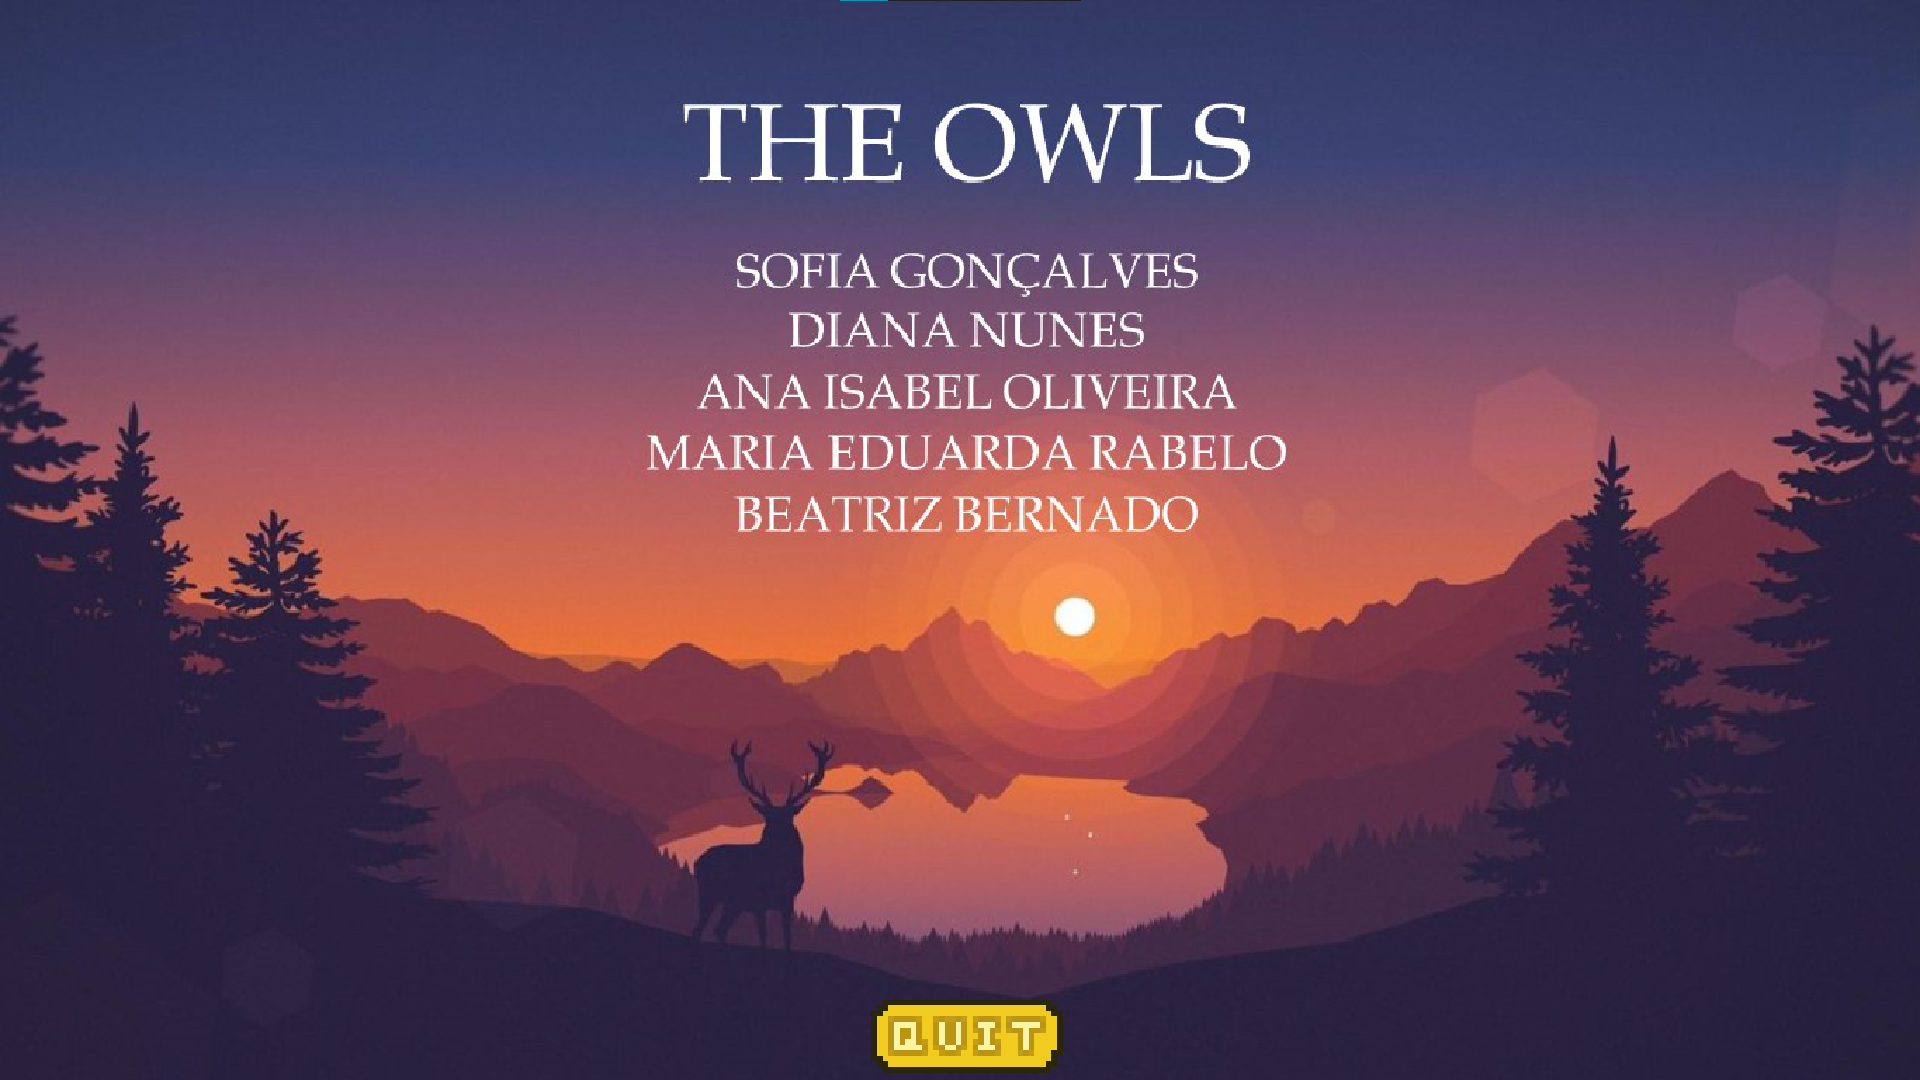 THE OWLS
SOFIA GONÇALVES
DIANA NUNES
ANA ISABEL OLIVEIRA
MARIA EDUARDA RABELO
BEATRIZ BERNADO
QUIT